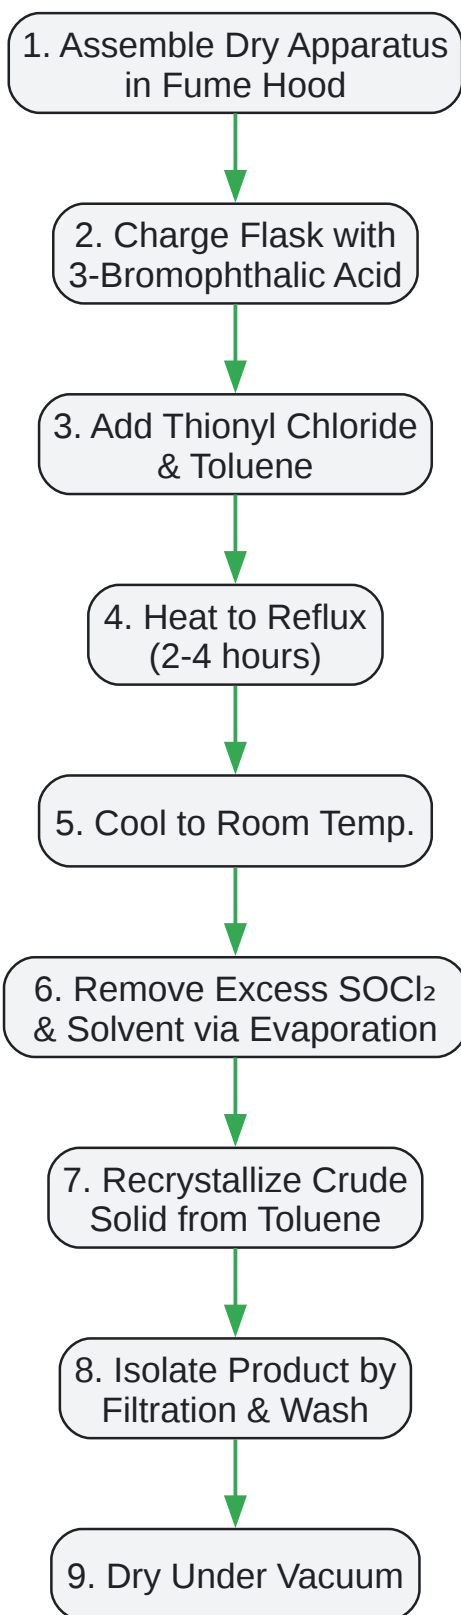 1. Assemble Dry Apparatus
in Fume Hood
2. Charge Flask with
3-Bromophthalic Acid
3. Add Thionyl Chloride
& Toluene
4. Heat to Reflux
(2-4 hours)
5. Cool to Room Temp.
6. Remove Excess SOCl₂
& Solvent via Evaporation
7. Recrystallize Crude
Solid from Toluene
8. Isolate Product by
Filtration & Wash
9. Dry Under Vacuum